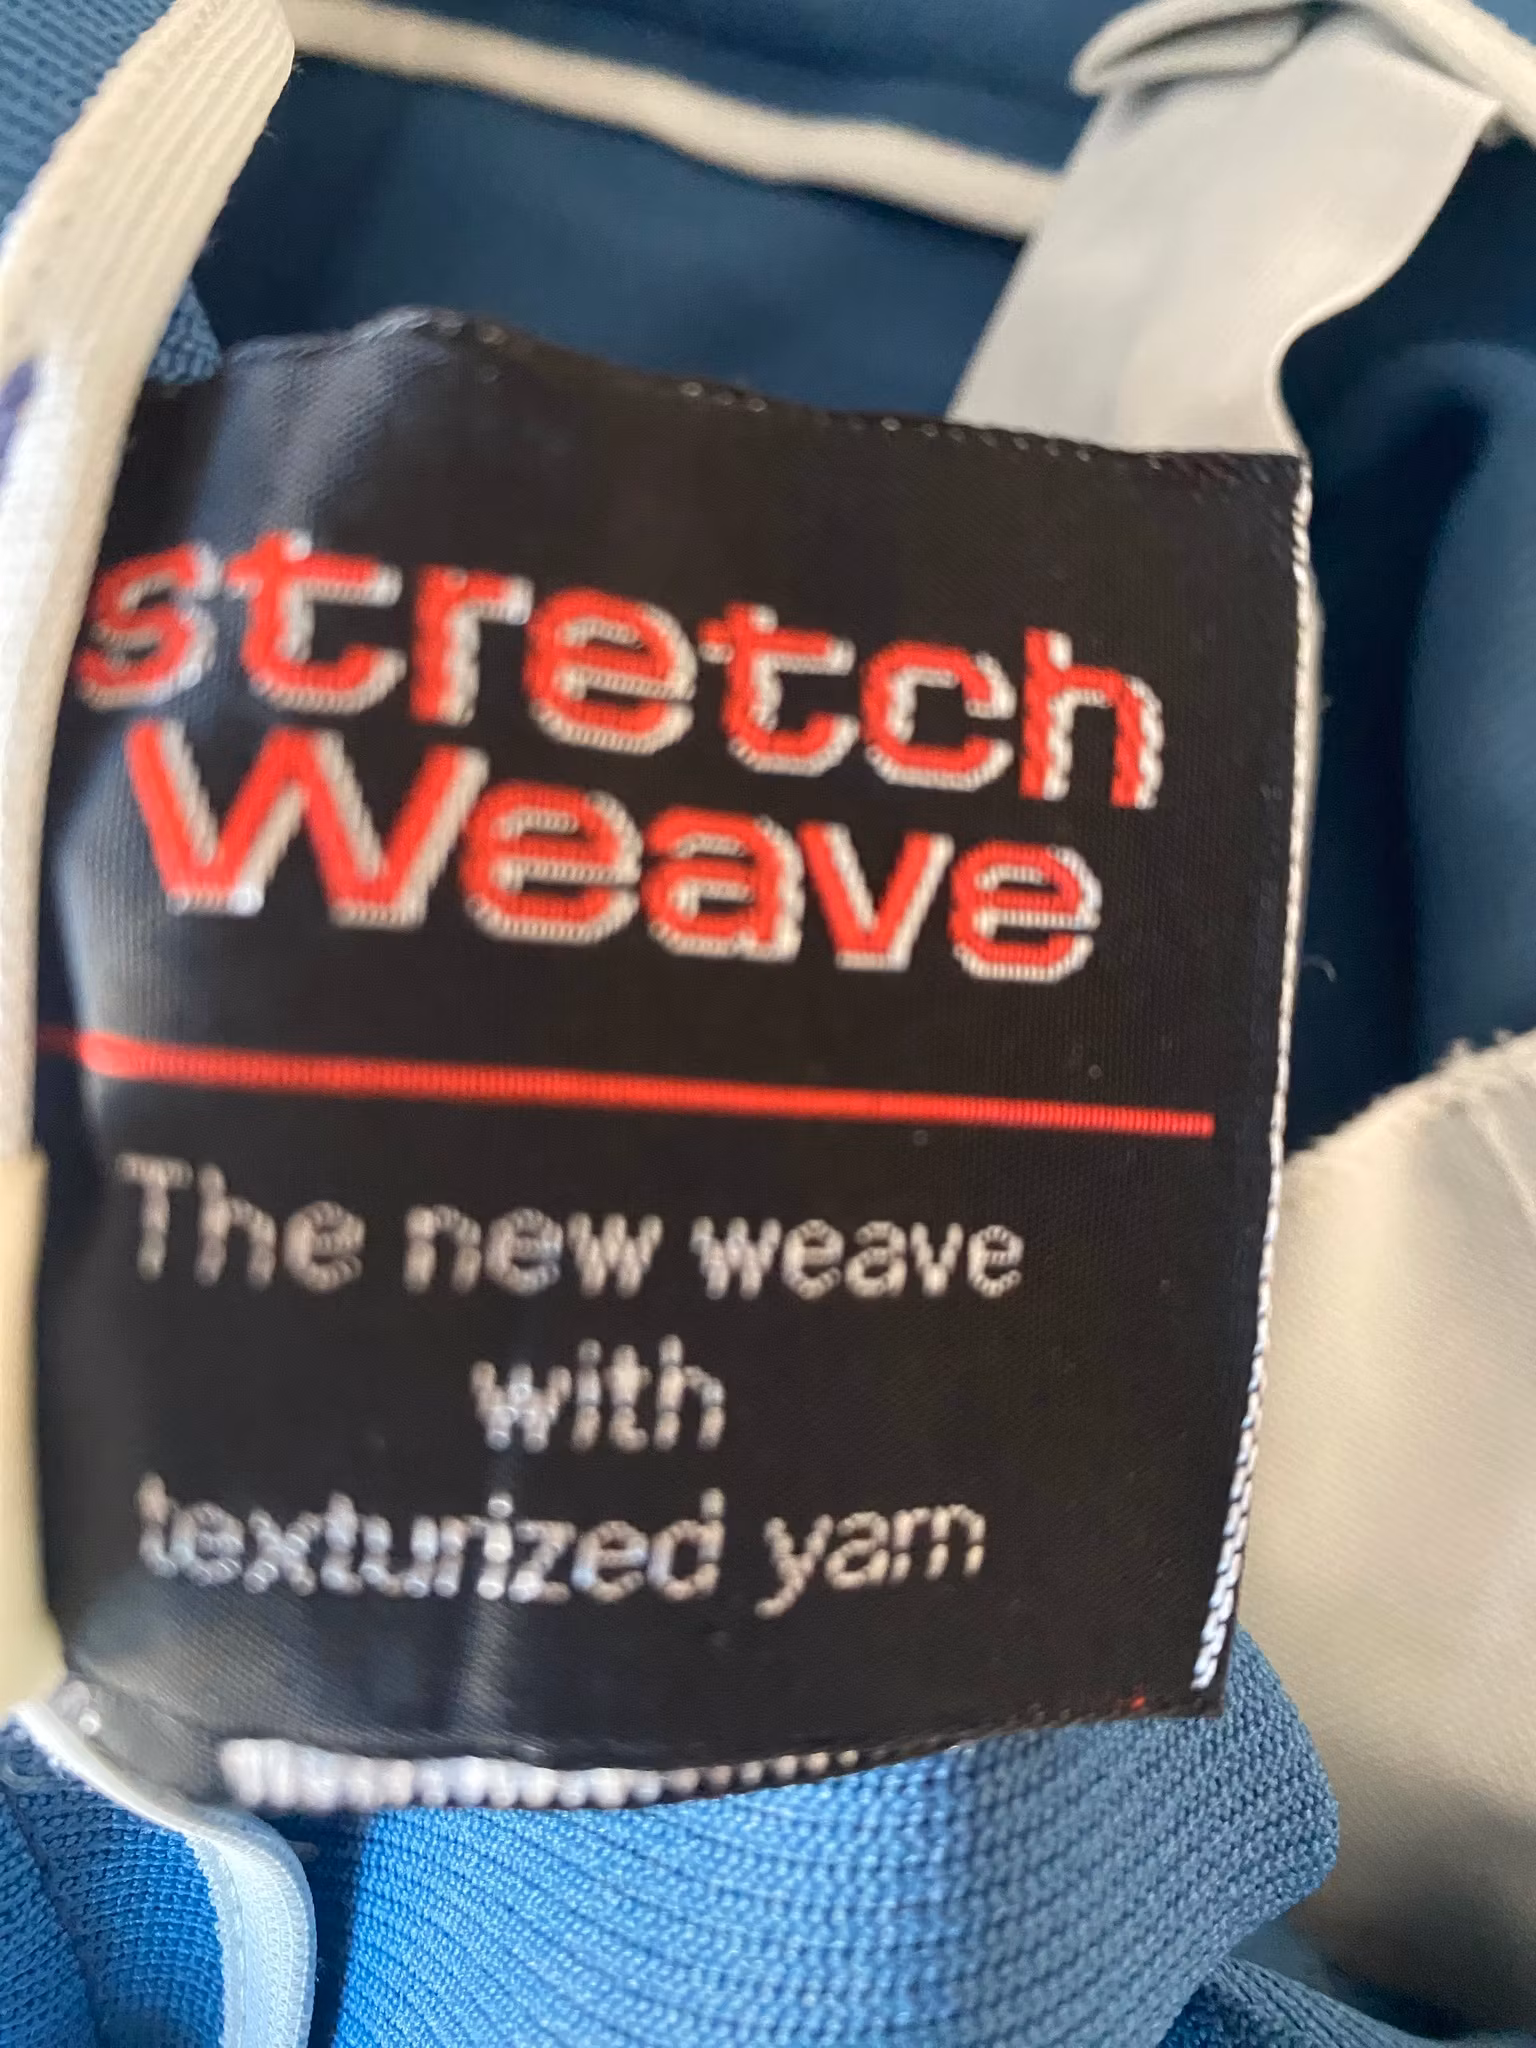 stretch
Weave
The new weave
with
texturized yarn